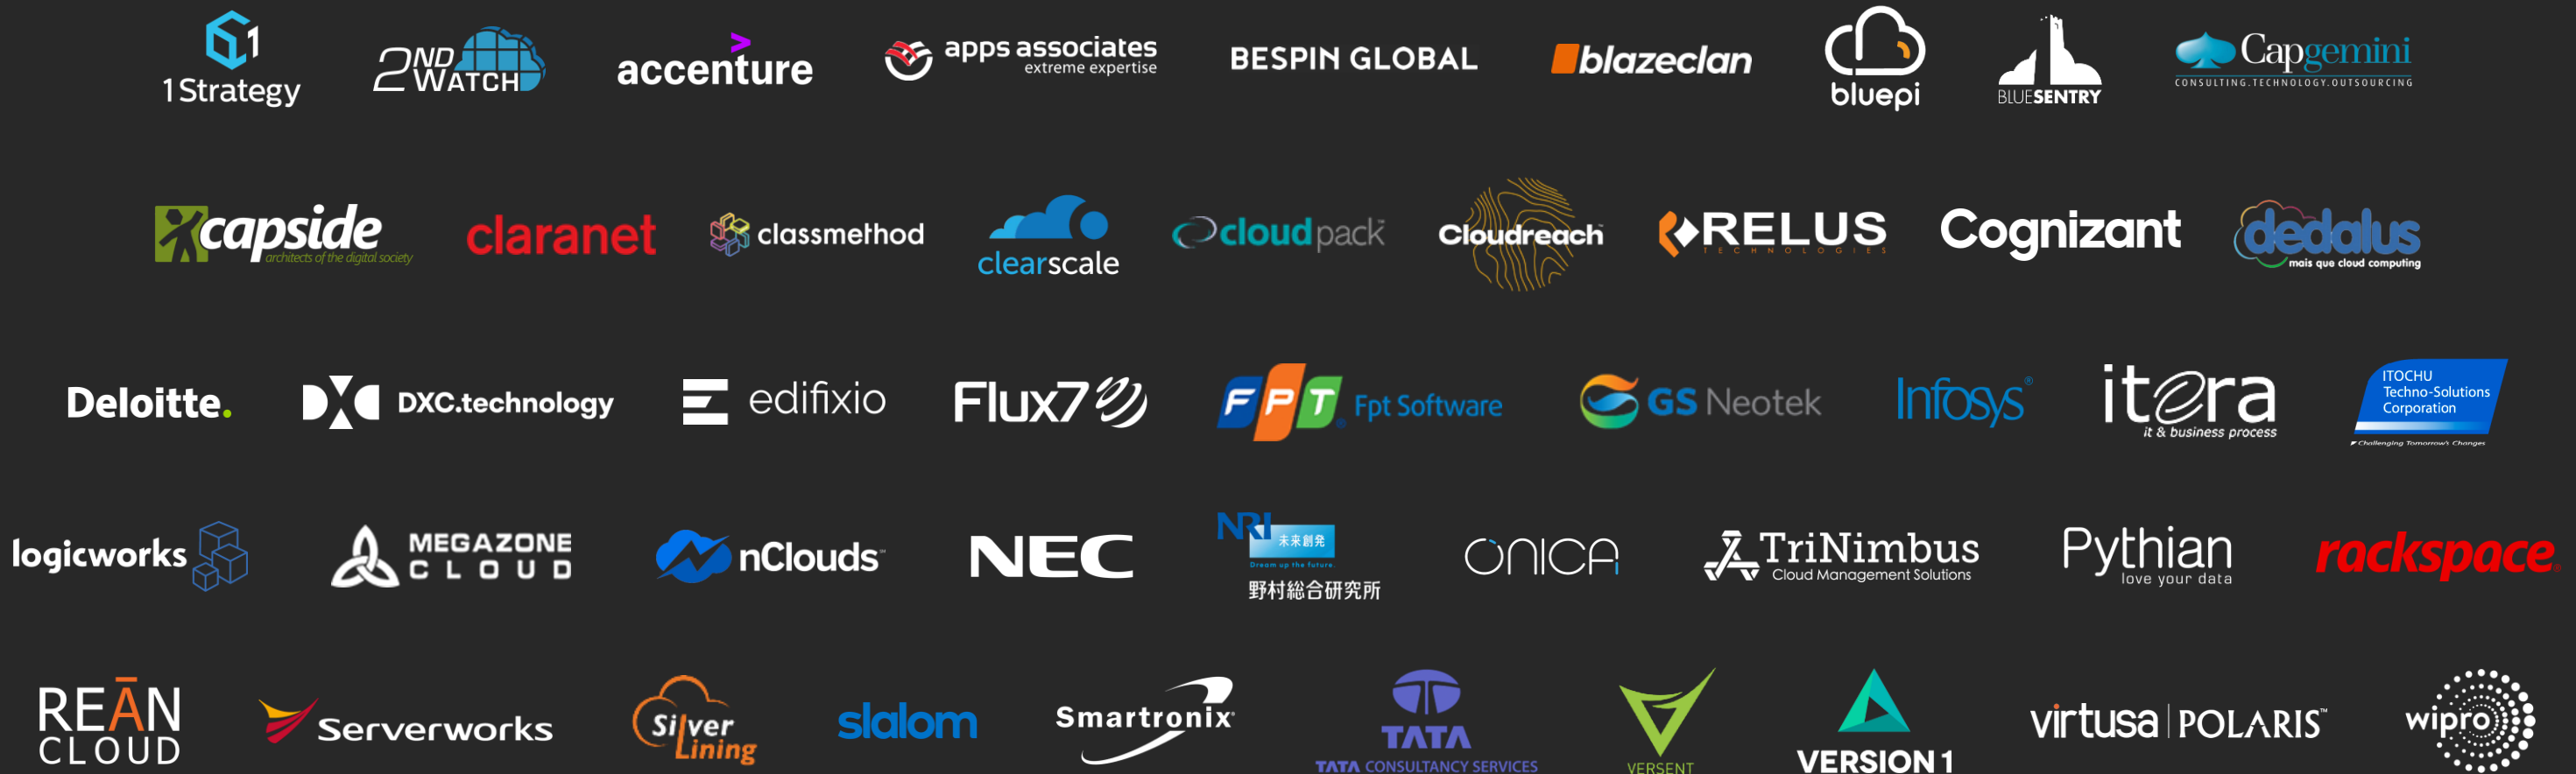 1Strategy
2ND WATCH
accenture
apps associates
extreme expertise
BESPIN GLOBAL
blazeclan
bluepi
BLUESENTRY
Capgemini
CONSULTING.TECHNOLOGY.OUTSOURCING
capside
architects of the digital society
claranet
classmethod
clearscale
cloudpack™
Cloudreach
RELUS
TECHNOLOGIES
Cognizant
dedalus
mais que cloud computing
Deloitte.
DXC.technology
edifixio
Flux7
FPT® Fpt Software
GS Neotek
Infosys®
itera
it & business process
ITOCHU
Techno-Solutions
Corporation
Challenging Tomorrow's Changes
logicworks
MEGAZONE
CLOUD
nClouds™
NEC
NRI
未来創発
Dream up the future.
野村総合研究所
ONICA
TriNimbus
Cloud Management Solutions
Pythian
love your data
rackspace®
REĀN
CLOUD
Serverworks
Silver
Lining
slalom
Smartronix®
TATA
TATA CONSULTANCY SERVICES
VERSENT
VERSION 1
virtusa | POLARIS™
wipro